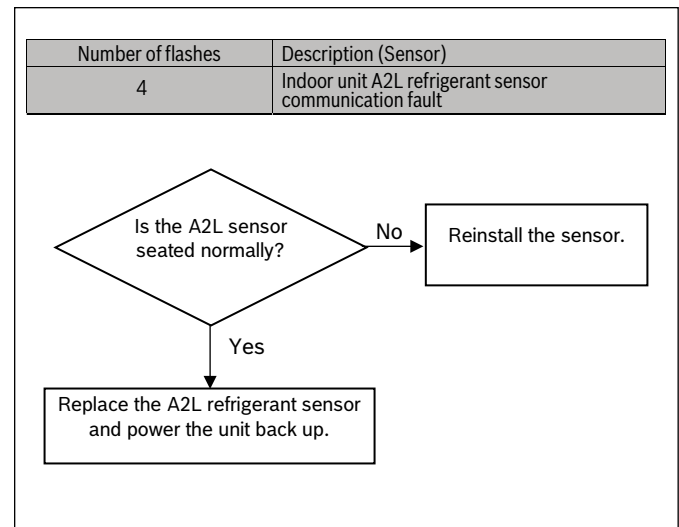 Number of flashes Description (Sensor)
4 Indoor unit A2L refrigerant sensor
communication fault
Is the A2L sensor
seated normally?
No
Reinstall the sensor.
Yes
Replace the A2L refrigerant sensor
and power the unit back up.